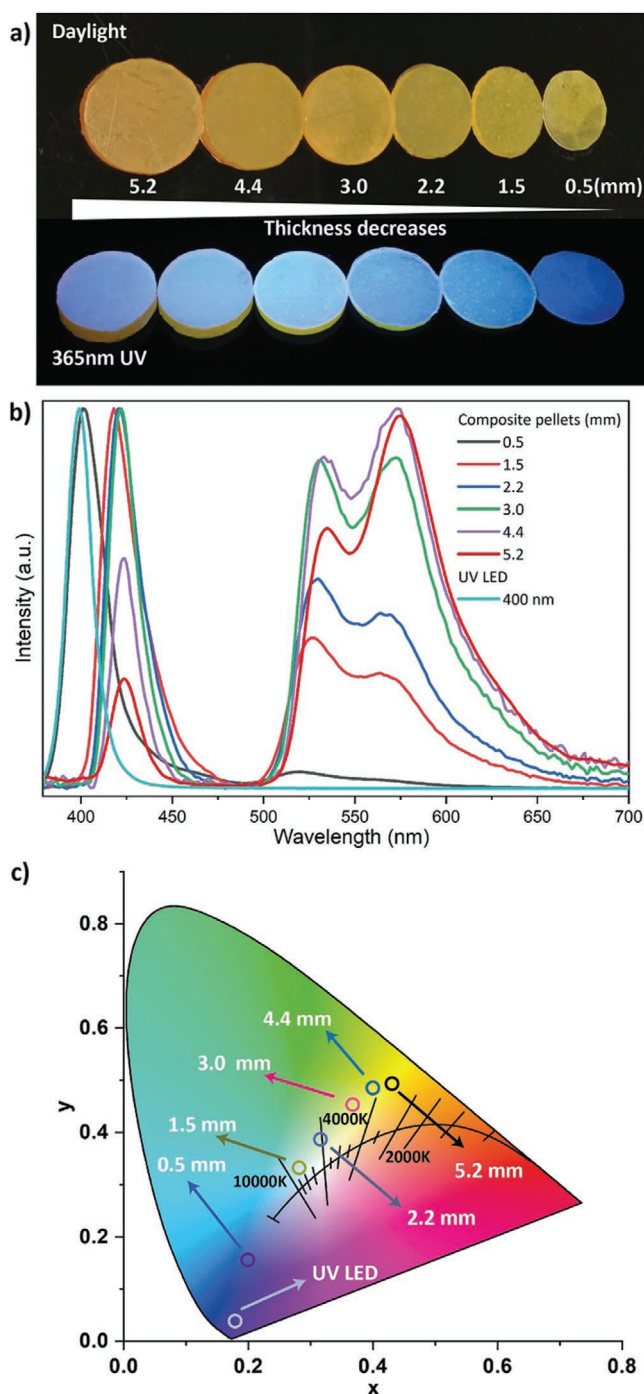 a)
Daylight
5.2 4.4 3.0 2.2 1.5 0.5(mm)
Thickness decreases
365nm UV
b)
Composite pellets (mm)
0.5
1.5
2.2
3.0
4.4
5.2
UV LED
400 nm
Intensity (a.u.)
400 450 500 550 600 650 700
Wavelength (nm)
c)
0.8
0.6
0.4
0.2
0.0
y
4.4 mm
3.0 mm
4000K
1.5 mm
2000K
0.5 mm
10000K
5.2 mm
2.2 mm
UV LED
0.0 0.2 0.4 0.6 0.8
x